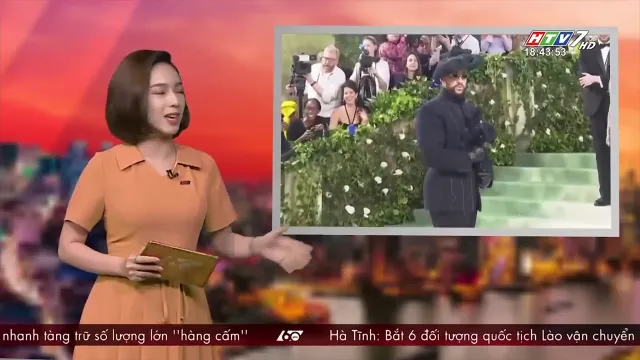 HTV7 HD
18:43:53
nhanh tàng trữ số lượng lớn "hàng cấm" 60 Hà Tĩnh: Bắt 6 đối tượng quốc tịch Lào vận chuyển